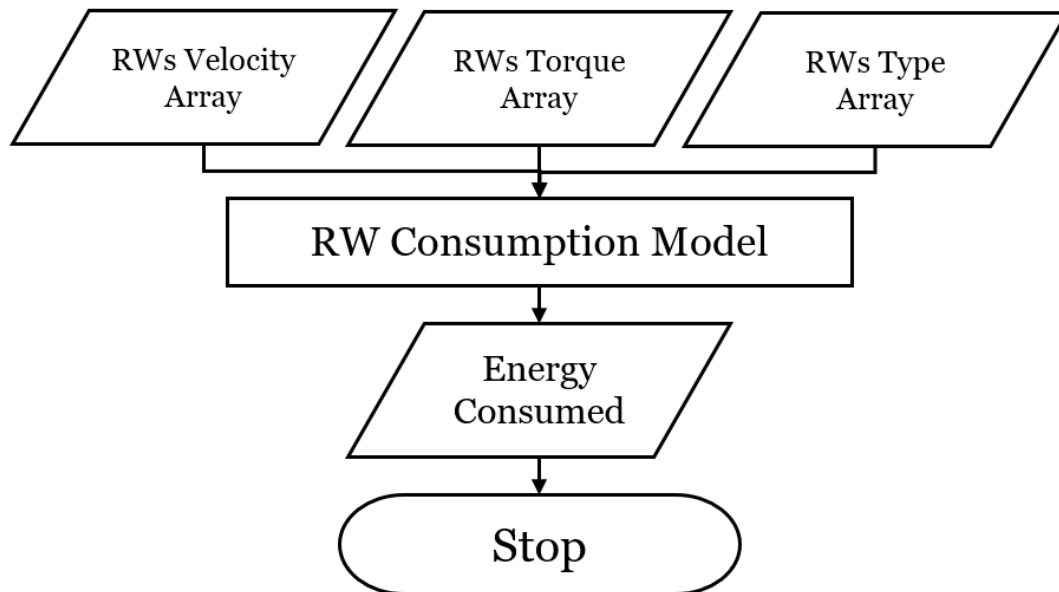 RWs Velocity
Array
RWs Torque
Array
RWs Type
Array
RW Consumption Model
Energy
Consumed
Stop